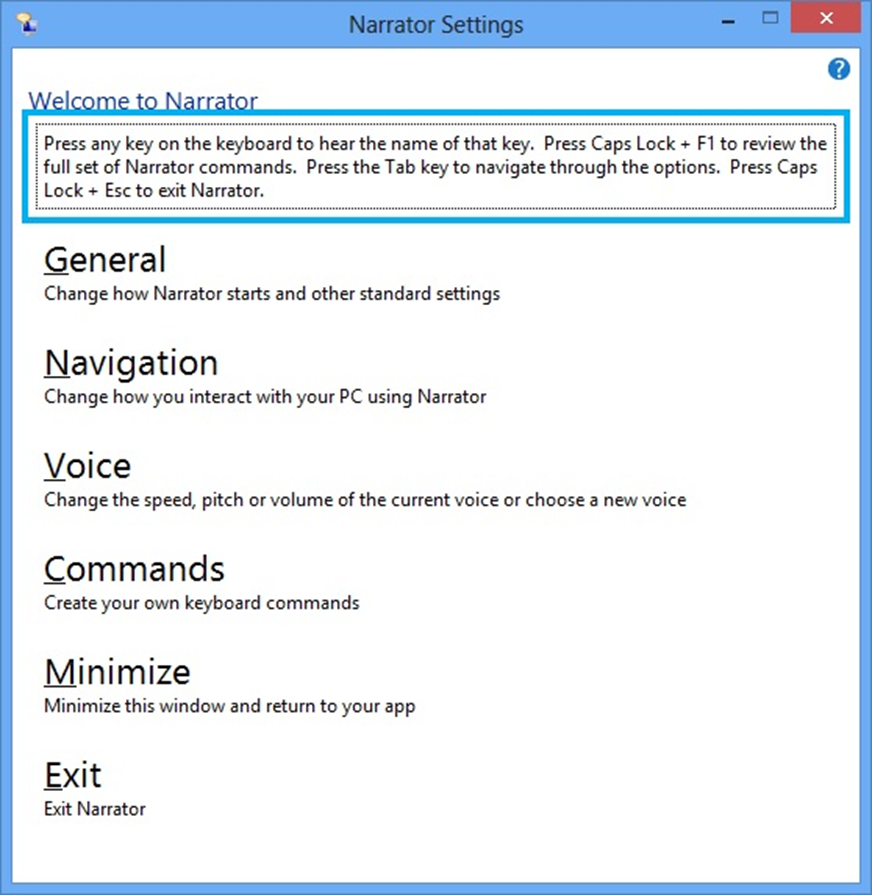 Narrator Settings
?
Welcome to Narrator
Press any key on the keyboard to hear the name of that key.  Press Caps Lock + F1 to review the
full set of Narrator commands.  Press the Tab key to navigate through the options.  Press Caps
Lock + Esc to exit Narrator.
General
Change how Narrator starts and other standard settings
Navigation
Change how you interact with your PC using Narrator
Voice
Change the speed, pitch or volume of the current voice or choose a new voice
Commands
Create your own keyboard commands
Minimize
Minimize this window and return to your app
Exit
Exit Narrator